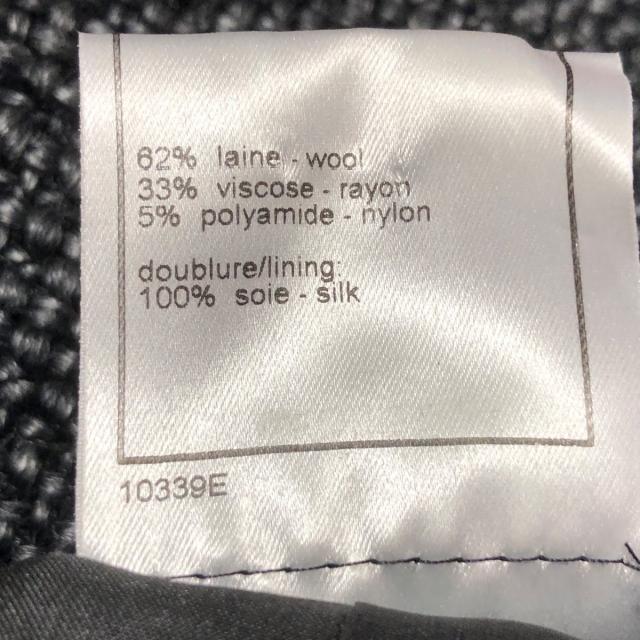 62% laine - wool
33% viscose - rayon
5% polyamide - nylon
doublure/lining:
100% soie - silk
10339E